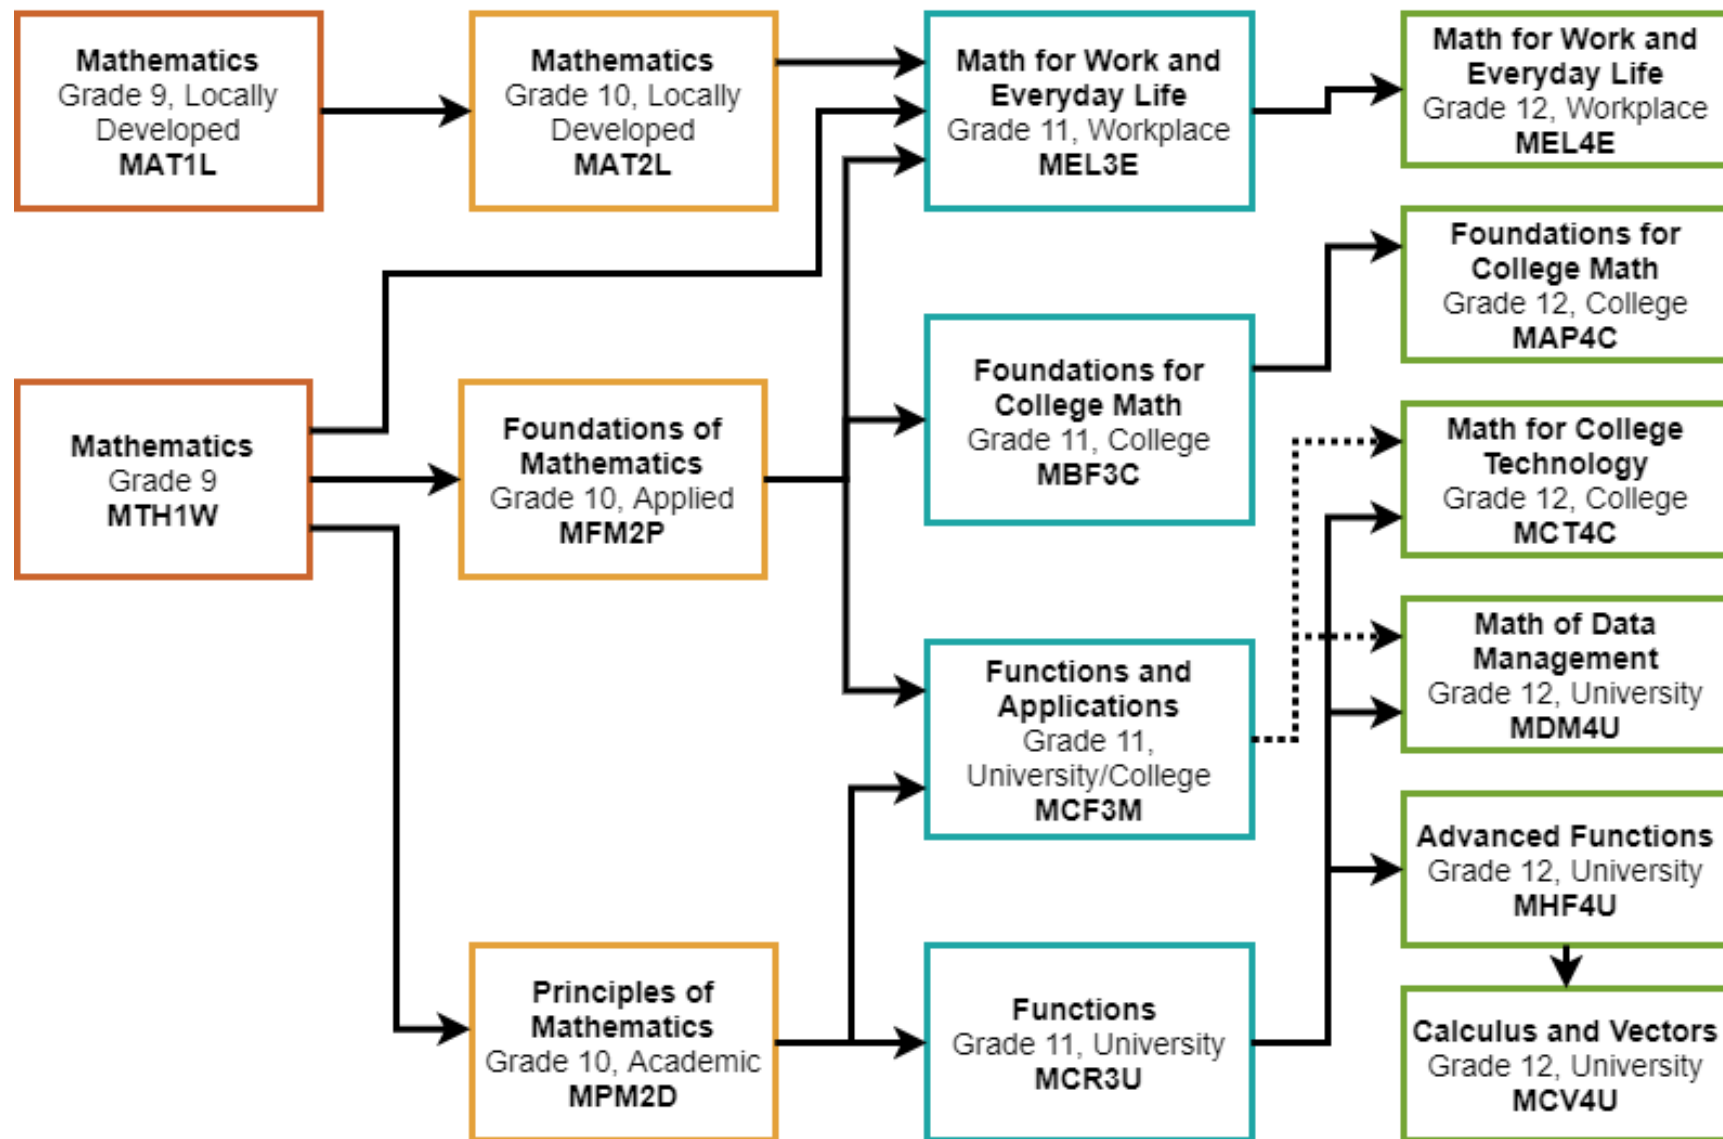 Mathematics
Grade 9, Locally
Developed
MAT1L
Mathematics
Grade 10, Locally
Developed
MAT2L
Math for Work and
Everyday Life
Grade 11, Workplace
MEL3E
Math for Work and
Everyday Life
Grade 12, Workplace
MEL4E
Foundations for
College Math
Grade 12, College
MAP4C
Mathematics
Grade 9
MTH1W
Foundations of
Mathematics
Grade 10, Applied
MFM2P
Foundations for
College Math
Grade 11, College
MBF3C
Math for College
Technology
Grade 12, College
MCT4C
Functions and
Applications
Grade 11,
University/College
MCF3M
Math of Data
Management
Grade 12, University
MDM4U
Advanced Functions
Grade 12, University
MHF4U
Principles of
Mathematics
Grade 10, Academic
MPM2D
Functions
Grade 11, University
MCR3U
Calculus and Vectors
Grade 12, University
MCV4U